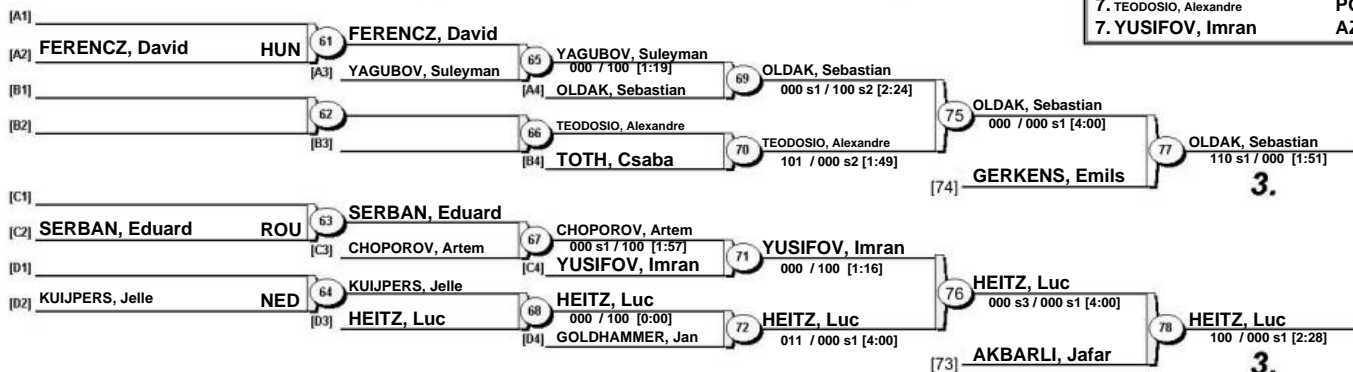 7. TEODOSIO, Alexandre
7. YUSIFOV, Imran
[A1]
[A2] FERENCZ, David HUN
61
FERENCZ, David
[A3] YAGUBOV, Suleyman
65
YAGUBOV, Suleyman
000 / 100 [1:19]
[A4] OLDAK, Sebastian
69
OLDAK, Sebastian
000 s1 / 100 s2 [2:24]
[B1]
[B2]
62
[B3]
66
TEODOSIO, Alexandre
[B4] TOTH, Csaba
70
TEODOSIO, Alexandre
101 / 000 s2 [1:49]
75
OLDAK, Sebastian
000 / 000 s1 [4:00]
[74] GERKENS, Emils
77
OLDAK, Sebastian
110 s1 / 000 [1:51]
3.
[C1]
[C2] SERBAN, Eduard ROU
63
SERBAN, Eduard
[C3] CHOPOROV, Artem
67
CHOPOROV, Artem
000 s1 / 100 [1:57]
[C4] YUSIFOV, Imran
71
YUSIFOV, Imran
000 / 100 [1:16]
[D1]
[D2] KUIJPERS, Jelle NED
64
KUIJPERS, Jelle
[D3] HEITZ, Luc
68
HEITZ, Luc
000 / 100 [0:00]
[D4] GOLDHAMMER, Jan
72
HEITZ, Luc
011 / 000 s1 [4:00]
76
HEITZ, Luc
000 s3 / 000 s1 [4:00]
[73] AKBARLI, Jafar
78
HEITZ, Luc
100 / 000 s1 [2:28]
3.